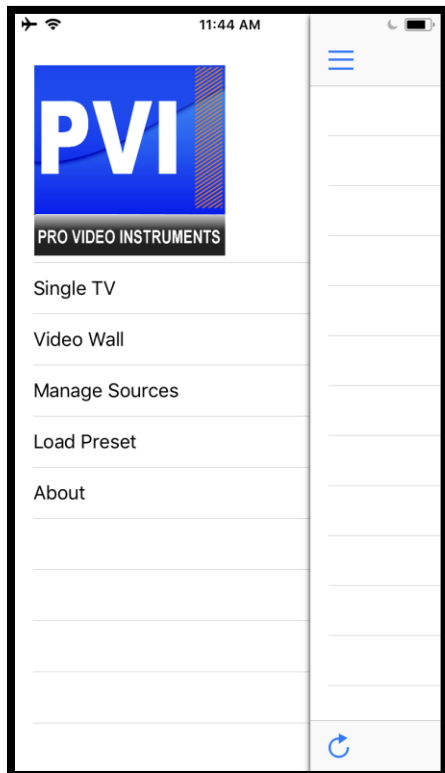 11:44 AM
PVI
PRO VIDEO INSTRUMENTS
Single TV
Video Wall
Manage Sources
Load Preset
About